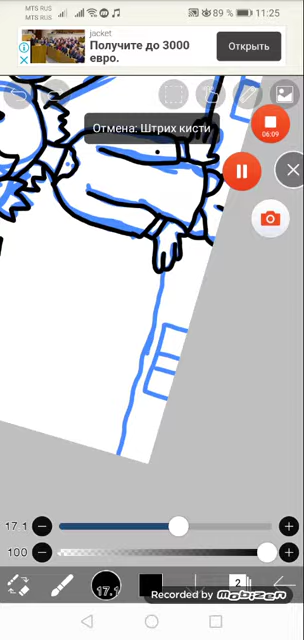 MTS RUS
MTS RUS
89 % 11:25
jacket
Получите до 3000
евро.
Открыть
Отмена: Штрих кисти
06:09
17.1
100
17.1
2
Recorded by mobizen